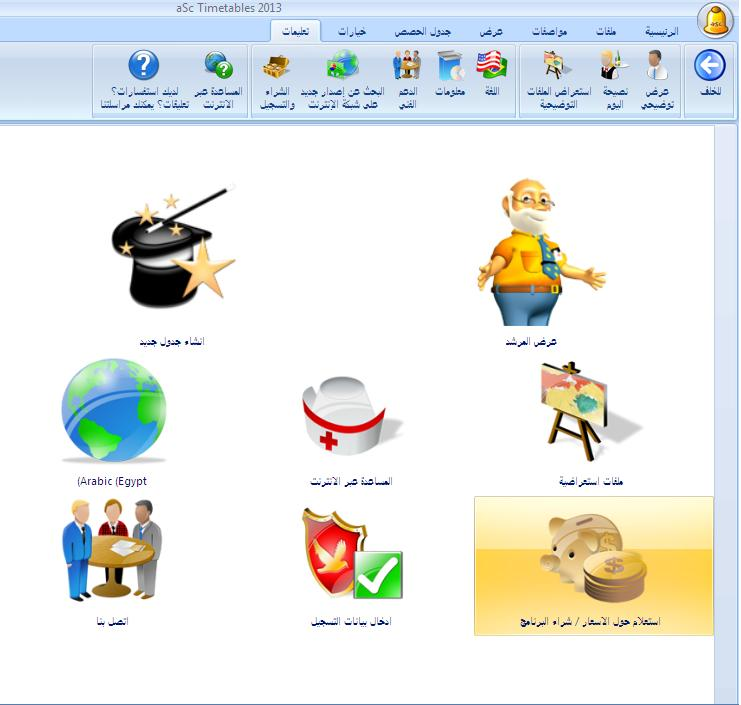 aSc Timetables 2013
الرئيسية ملفات مواصفات عرض جدول الحصص خيارات تعليمات
للخلف
عرض
توضيحي
نصيحة
اليوم
استعراض الملفات
التوضيحية
اللغة
معلومات
الدعم
الفني
البحث عن إصدار جديد
على شبكة الإنترنت
الشراء
والتسجيل
المساعدة عبر
الانترنت
لديك استفسارات؟
تعليقات؟ يمكنك مراسلتنا
عرض المرشد
انشاء جدول جديد
ملفات استعراضية
المساعدة عبر الانترنت
(Arabic (Egypt
استعلام حول الاسعار / شراء البرنامج
ادخال بيانات التسجيل
اتصل بنا